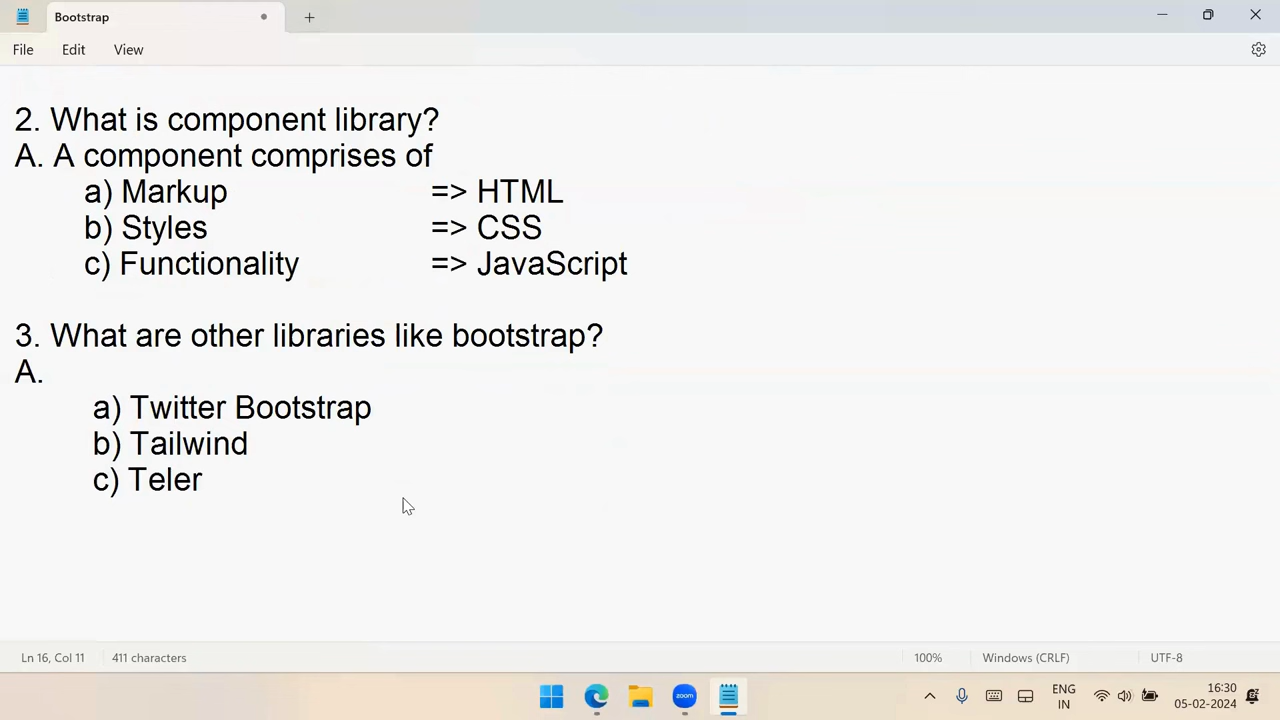 Bootstrap
File Edit View
2. What is component library?
A. A component comprises of
a) Markup => HTML
b) Styles => CSS
c) Functionality => JavaScript
3. What are other libraries like bootstrap?
A.
a) Twitter Bootstrap
b) Tailwind
c) Teler
Ln 16, Col 11 411 characters 100% Windows (CRLF) UTF-8
zoom
ENG
IN
16:30
05-02-2024